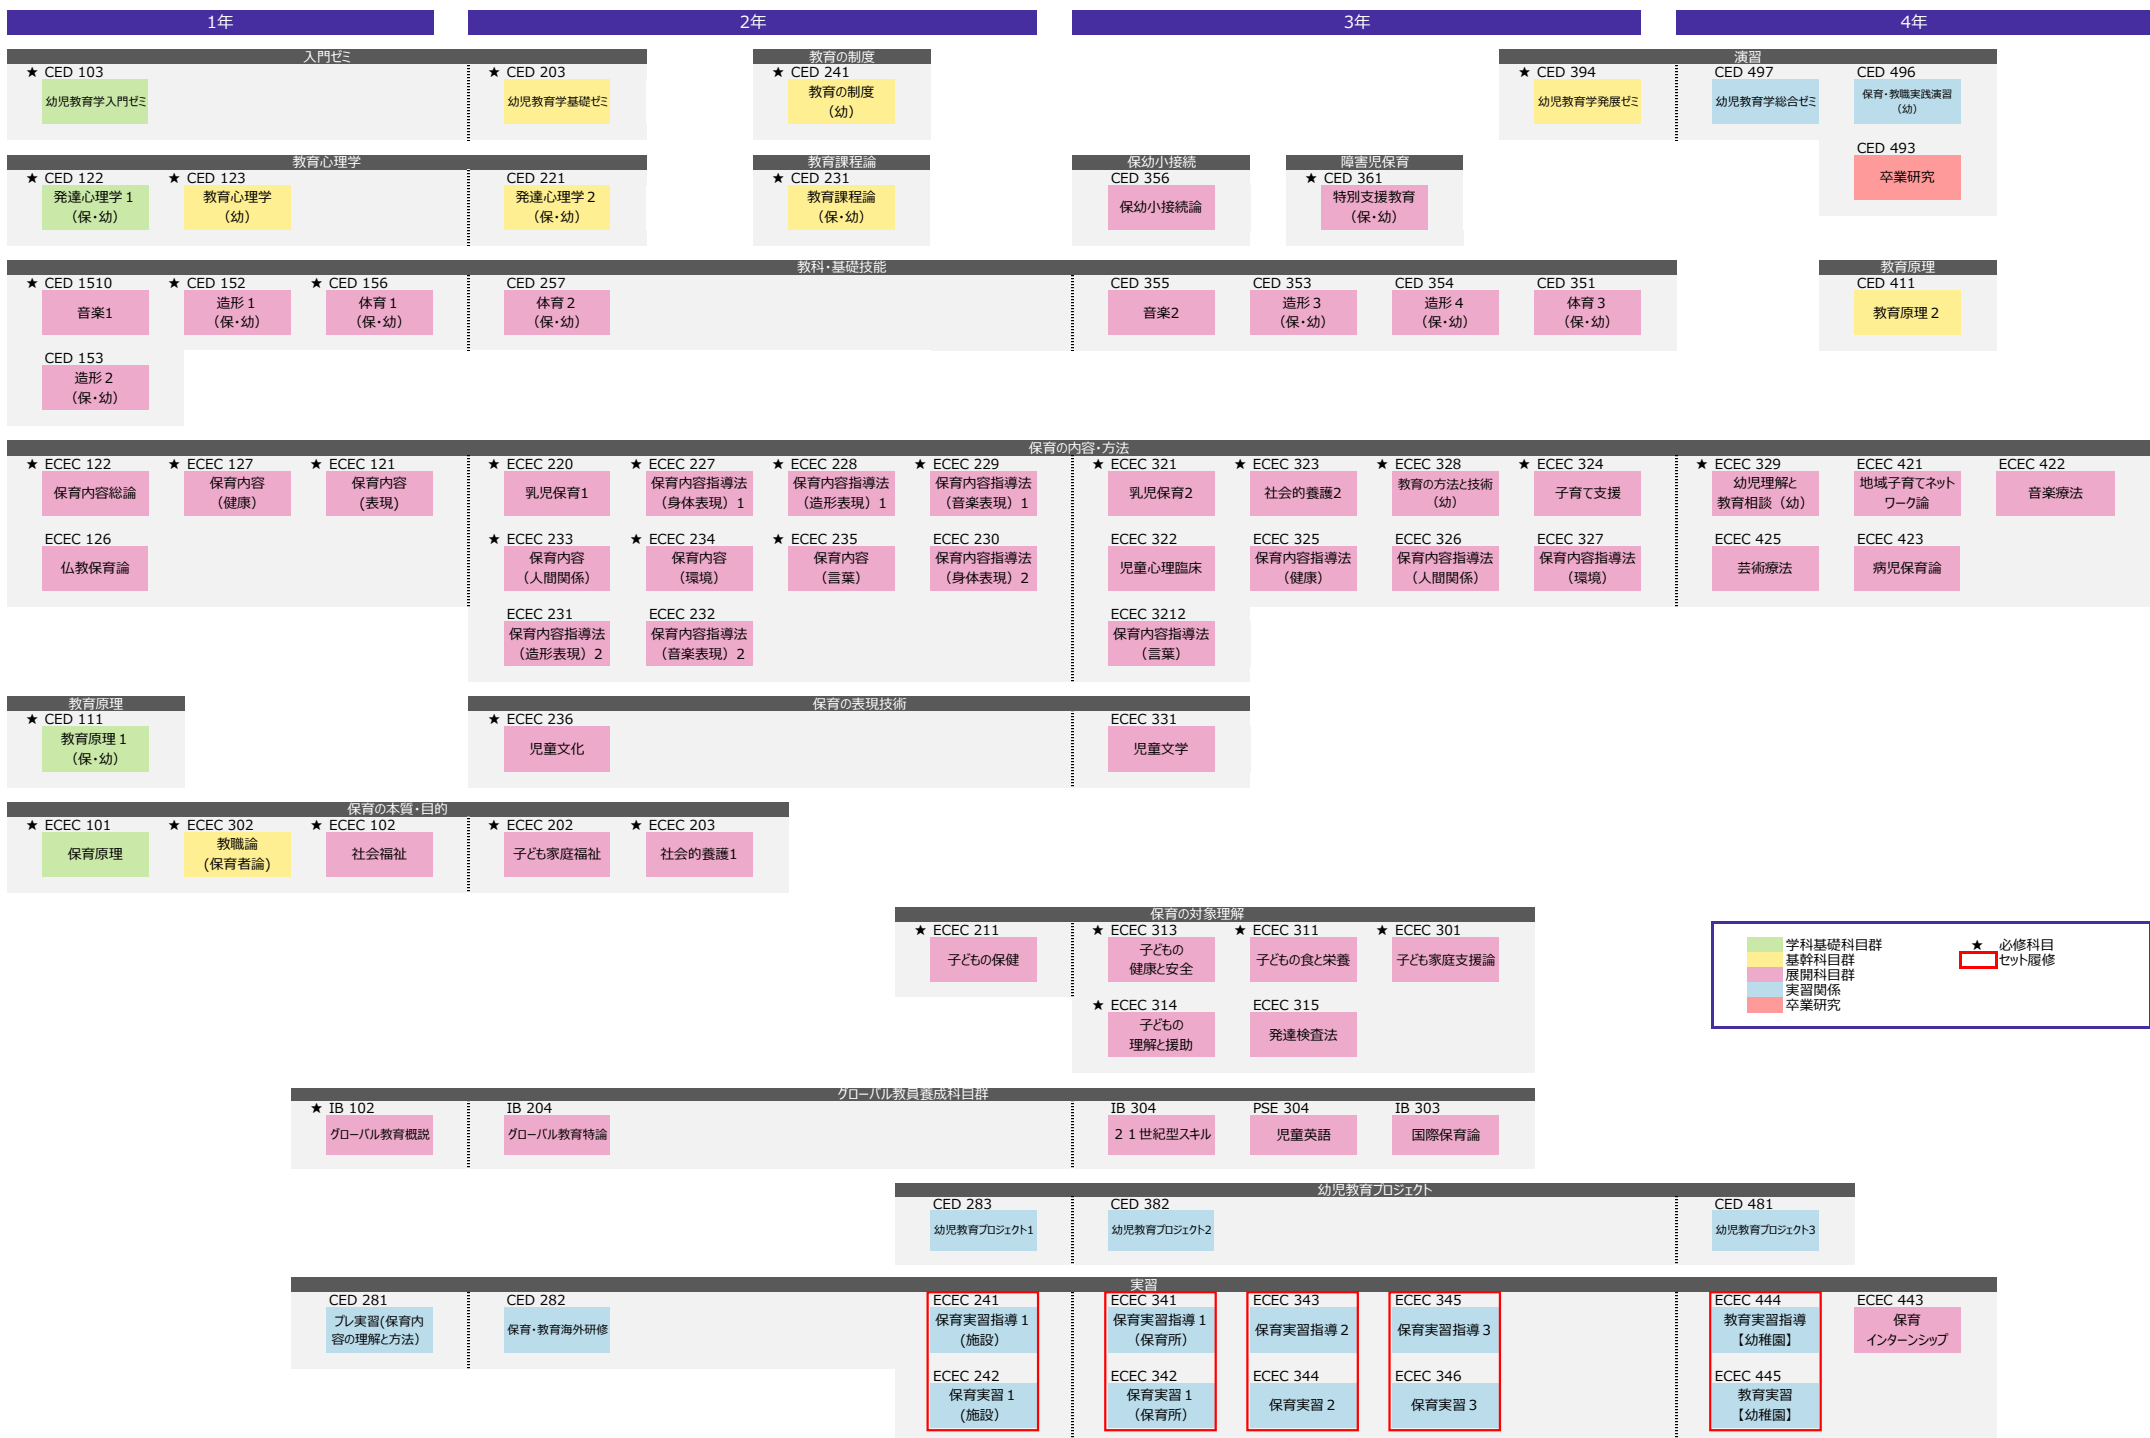 1年
2年
3年
4年
入門ゼミ
教育の制度
演習
★ CED 103
★ CED 203
★ CED 241
★ CED 394
CED 497
CED 496
幼児教育学入門ゼミ
幼児教育学基礎ゼミ
教育の制度
（幼）
幼児教育学発展ゼミ
幼児教育学総合ゼミ
保育・教職実践演習
（幼）
CED 493
卒業研究
教育心理学
教育課程論
保幼小接続
障害児保育
★ CED 122
★ CED 123
CED 221
★ CED 231
CED 356
★ CED 361
発達心理学１
（保・幼）
教育心理学
（幼）
発達心理学２
（保・幼）
教育課程論
（保・幼）
保幼小接続論
特別支援教育
（保・幼）
教科・基礎技能
教育原理
★ CED 1510
★ CED 152
★ CED 156
CED 257
CED 355
CED 353
CED 354
CED 351
CED 411
音楽1
造形１
（保・幼）
体育１
（保・幼）
体育２
（保・幼）
音楽2
造形３
（保・幼）
造形４
（保・幼）
体育３
（保・幼）
教育原理２
CED 153
造形２
（保・幼）
保育の内容・方法
★ ECEC 122
★ ECEC 127
★ ECEC 121
★ ECEC 220
★ ECEC 227
★ ECEC 228
★ ECEC 229
★ ECEC 321
★ ECEC 323
★ ECEC 328
★ ECEC 324
★ ECEC 329
ECEC 421
ECEC 422
保育内容総論
保育内容
（健康）
保育内容
(表現)
乳児保育1
保育内容指導法
（身体表現）1
保育内容指導法
（造形表現）1
保育内容指導法
（音楽表現）1
乳児保育2
社会的養護2
教育の方法と技術
（幼）
子育て支援
幼児理解と
教育相談（幼）
地域子育てネット
ワーク論
音楽療法
ECEC 126
★ ECEC 233
★ ECEC 234
★ ECEC 235
ECEC 230
ECEC 322
ECEC 325
ECEC 326
ECEC 327
ECEC 425
ECEC 423
仏教保育論
保育内容
（人間関係）
保育内容
（環境）
保育内容
（言葉）
保育内容指導法
（身体表現）2
児童心理臨床
保育内容指導法
（健康）
保育内容指導法
（人間関係）
保育内容指導法
（環境）
芸術療法
病児保育論
ECEC 231
ECEC 232
ECEC 3212
保育内容指導法
（造形表現）2
保育内容指導法
（音楽表現）2
保育内容指導法
（言葉）
教育原理
保育の表現技術
★ CED 111
★ ECEC 236
ECEC 331
教育原理１
（保・幼）
児童文化
児童文学
保育の本質・目的
★ ECEC 101
★ ECEC 302
★ ECEC 102
★ ECEC 202
★ ECEC 203
保育原理
教職論
(保育者論)
社会福祉
子ども家庭福祉
社会的養護1
保育の対象理解
★ ECEC 211
★ ECEC 313
★ ECEC 311
★ ECEC 301
子どもの保健
子どもの
健康と安全
子どもの食と栄養
子ども家庭支援論
★ ECEC 314
ECEC 315
子どもの
理解と援助
発達検査法
学科基礎科目群
基幹科目群
展開科目群
実習関係
卒業研究
★ 必修科目
セット履修
グローバル教員養成科目群
★ IB 102
IB 204
IB 304
PSE 304
IB 303
グローバル教育概説
グローバル教育特論
２１世紀型スキル
児童英語
国際保育論
幼児教育プロジェクト
CED 283
CED 382
CED 481
幼児教育プロジェクト1
幼児教育プロジェクト2
幼児教育プロジェクト3
実習
CED 281
CED 282
ECEC 241
ECEC 341
ECEC 343
ECEC 345
ECEC 444
ECEC 443
プレ実習(保育内
容の理解と方法）
保育・教育海外研修
保育実習指導１
(施設）
保育実習指導１
（保育所）
保育実習指導２
保育実習指導３
教育実習指導
【幼稚園】
保育
インターンシップ
ECEC 242
ECEC 342
ECEC 344
ECEC 346
ECEC 445
保育実習１
(施設）
保育実習１
（保育所）
保育実習２
保育実習３
教育実習
【幼稚園】